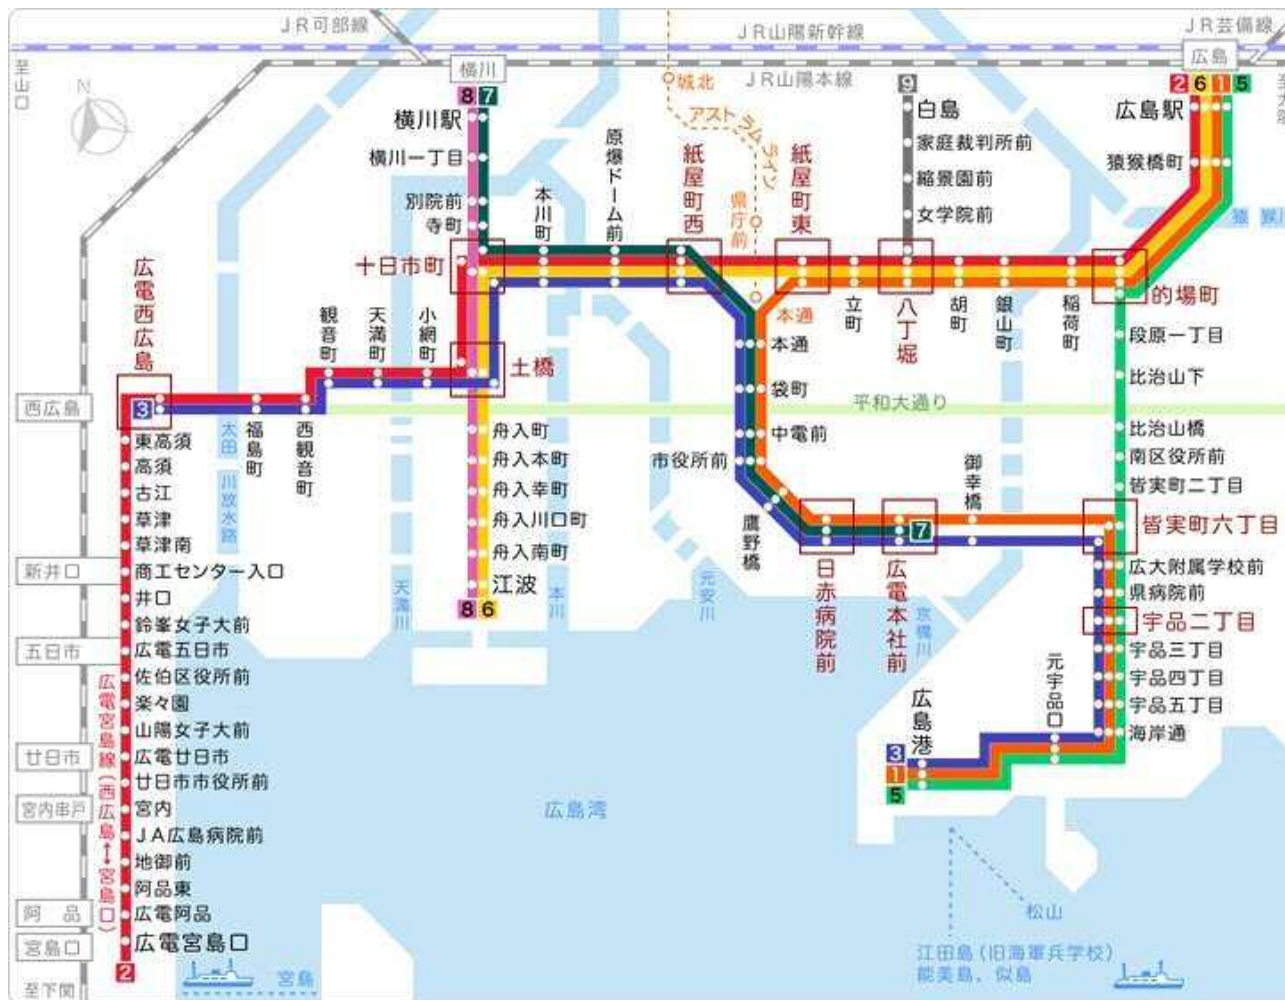 JR可部線
JR山陽新幹線
JR芸備線
至山口
N
横川
JR山陽本線
広島
城北
アストラムライン
県庁前
本通
8 7
9
2 6 1 5
横川駅
横川一丁目
別院前
寺町
十日市町
本川町
原爆ドーム前
紙屋町西
紙屋町東
立町
八丁堀
胡町
銀山町
稲荷町
的場町
白島
家庭裁判所前
縮景園前
女学院前
広島駅
猿猴橋町
猿猴川
広電西広島
西広島
3
観音町
天満町
小網町
土橋
福島町
西観音町
太田川放水路
平和大通り
本通
袋町
中電前
市役所前
鷹野橋
日赤病院前
広電本社前
7
御幸橋
皆実町六丁目
段原一丁目
比治山下
比治山橋
南区役所前
皆実町二丁目
広大附属学校前
県病院前
宇品二丁目
宇品三丁目
宇品四丁目
宇品五丁目
海岸通
元宇品口
広島港
3
1
5
舟入町
舟入本町
舟入幸町
舟入川口町
舟入南町
江波
8 6
天満川
本川
元安川
京橋川
東高須
高須
古江
草津
草津南
新井口
商工センター入口
井口
鈴峯女子大前
五日市
広電五日市
佐伯区役所前
楽々園
山陽女子大前
廿日市
広電廿日市
廿日市市役所前
宮内串戸
宮内
JA広島病院前
地御前
阿品東
阿品
広電阿品
宮島口
広電宮島口
2
広電宮島線(西広島↔宮島口)
至下関
宮島
広島湾
松山
江田島(旧海軍兵学校)
能美島、似島